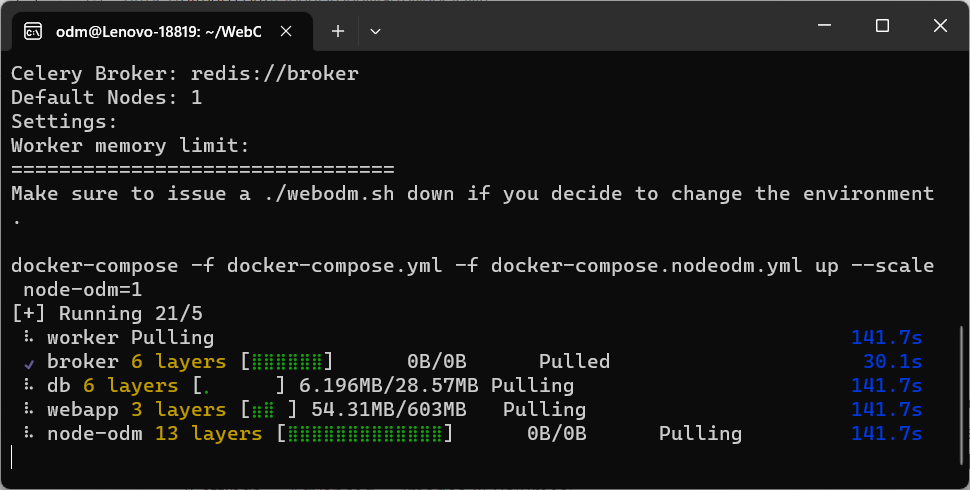 odm@Lenovo-18819: ~/WebO
Celery Broker: redis://broker
Default Nodes: 1
Settings:
Worker memory limit:
================================
Make sure to issue a ./webodm.sh down if you decide to change the environment
.
docker-compose -f docker-compose.yml -f docker-compose.nodeodm.yml up --scale
node-odm=1
[+] Running 21/5
⠧ worker Pulling 141.7s
✓ broker 6 layers [⣿⣿⣿⣿⣿⣿] 0B/0B Pulled 30.1s
⠧ db 6 layers [⡀     ] 6.196MB/28.57MB Pulling 141.7s
⠧ webapp 3 layers [⣶⣿ ] 54.31MB/603MB Pulling 141.7s
⠧ node-odm 13 layers [⣿⣿⣿⣿⣿⣿⣿⣿⣿⣿⣿⣿⣿] 0B/0B Pulling 141.7s